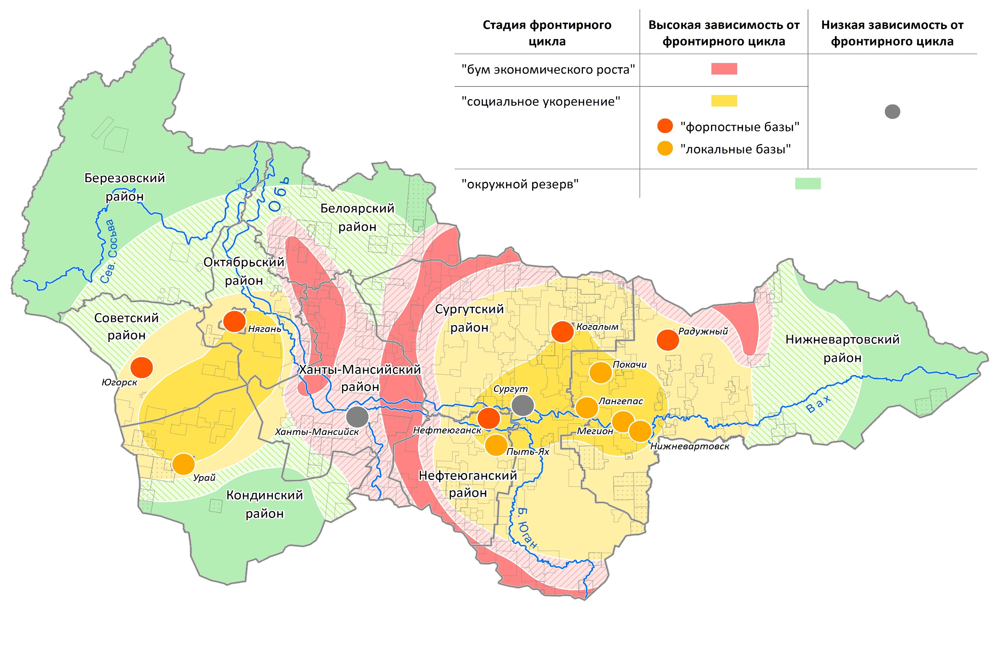 Стадия фронтирного
цикла
Высокая зависимость от
фронтирного цикла
Низкая зависимость от
фронтирного цикла
"бум экономического роста"
"социальное укоренение"
"форпостные базы"
"локальные базы"
"окружной резерв"
Березовский
район
Обь
Белоярский
район
Сев. Сосьва
Октябрьский
район
Советский
район
Нягань
Югорск
Сургутский
район
Когалым
Радужный
Нижневартовский
район
Покачи
Ханты-Мансийский
район
Сургут
Лангепас
Вах
Ханты-Мансийск
Нефтеюганск
Мегион
Нижневартовск
Пыть-Ях
Урай
Нефтеюганский
район
Кондинский
район
Б. Юган